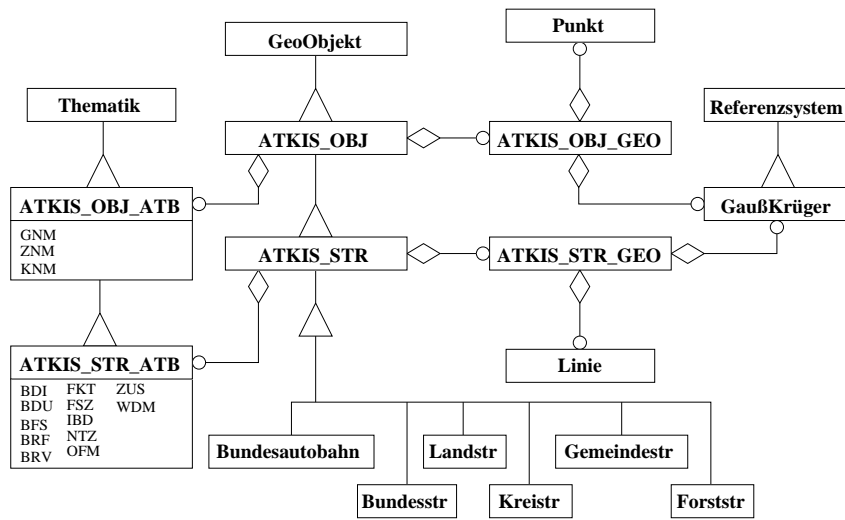 Punkt
GeoObjekt
Thematik
Referenzsystem
ATKIS_OBJ
ATKIS_OBJ_GEO
ATKIS_OBJ_ATB
GNM
ZNM
KNM
GaußKrüger
ATKIS_STR
ATKIS_STR_GEO
ATKIS_STR_ATB
BDI FKT ZUS
BDU FSZ WDM
BFS IBD
BRF NTZ
BRV OFM
Linie
Bundesautobahn
Landstr
Gemeindestr
Bundesstr
Kreistr
Forststr